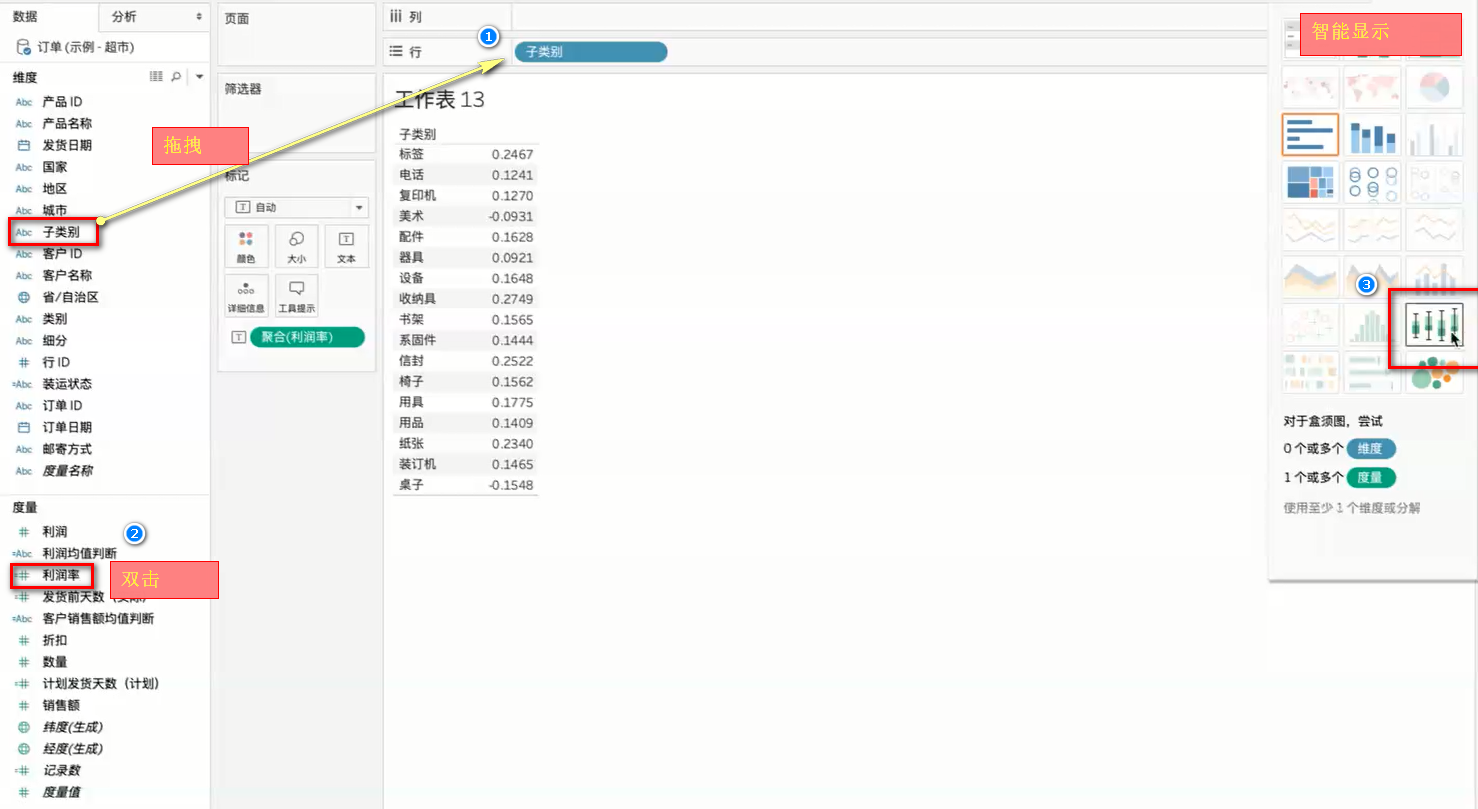 数据
分析
订单 (示例 - 超市)
维度
Abc 产品 ID
Abc 产品名称
发货日期
Abc 国家
Abc 地区
Abc 城市
Abc 子类别
Abc 客户 ID
Abc 客户名称
省/自治区
Abc 类别
Abc 细分
# 行 ID
=Abc 装运状态
Abc 订单 ID
订单日期
Abc 邮寄方式
Abc 度量名称
度量
# 利润
=Abc 利润均值判断
=# 利润率
=# 发货前天数
=Abc 客户销售额均值判断
# 折扣
# 数量
=# 计划发货天数（计划）
# 销售额
纬度(生成)
经度(生成)
=# 记录数
# 度量值
拖拽
2
双击
页面
筛选器
标记
自动
颜色
大小
文本
详细信息
工具提示
聚合(利润率)
iii 列
1
行
子类别
工作表 13
子类别
标签 0.2467
电话 0.1241
复印机 0.1270
美术 -0.0931
配件 0.1628
器具 0.0921
设备 0.1648
收纳具 0.2749
书架 0.1565
系固件 0.1444
信封 0.2522
椅子 0.1562
用具 0.1775
用品 0.1409
纸张 0.2340
装订机 0.1465
桌子 -0.1548
智能显示
3
对于盒须图，尝试
0 个或多个 维度
1 个或多个 度量
使用至少 1 个维度或分解